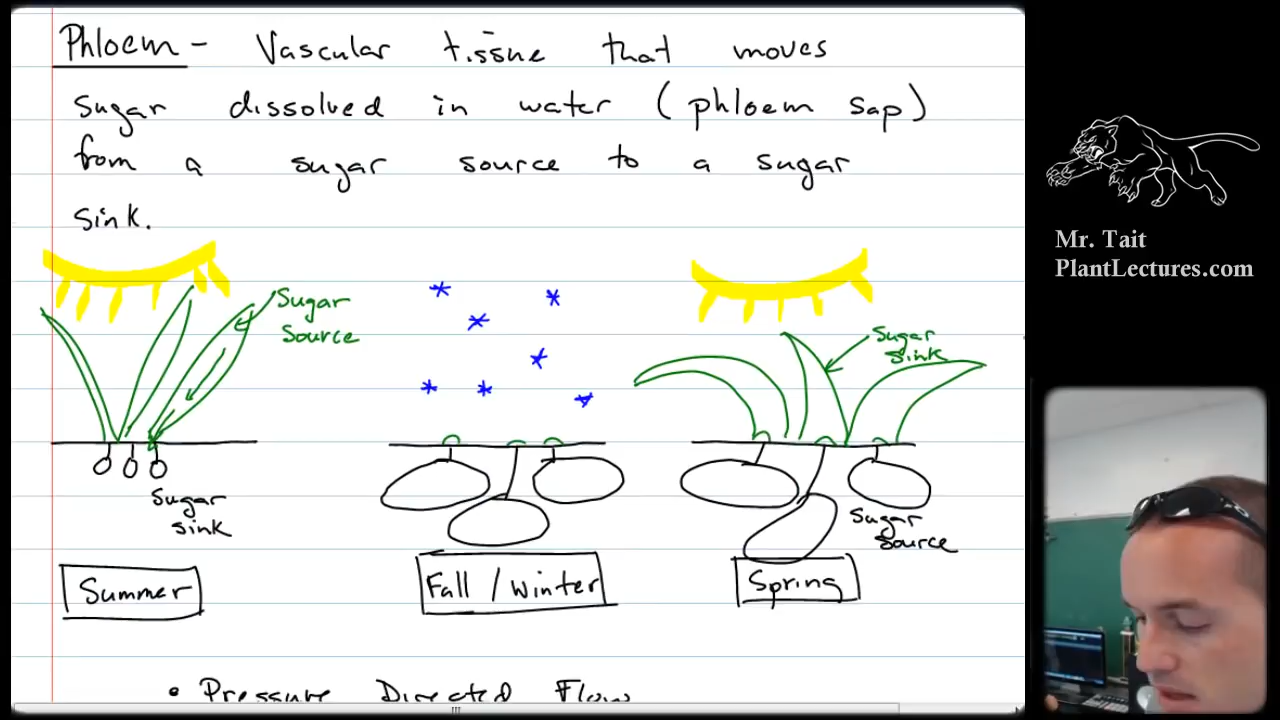 Phloem - Vascular tissue that moves
sugar dissolved in water (phloem sap)
from a sugar source to a sugar
sink.
Sugar
source
Sugar
sink
Summer
Fall / Winter
Sugar
sink
Sugar
source
Spring
• Pressure Directed Flow
Mr. Tait
PlantLectures.com